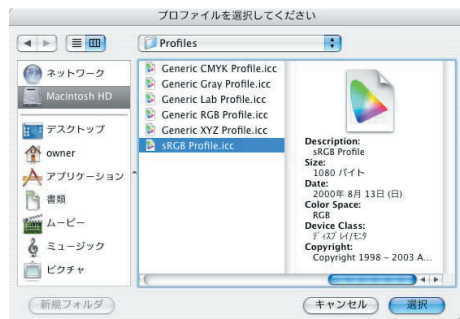 プロファイルを選択してください
Profiles
ネットワーク
Macintosh HD
デスクトップ
owner
アプリケーション
書類
ムービー
ミュージック
ピクチャ
Generic CMYK Profile.icc
Generic Gray Profile.icc
Generic Lab Profile.icc
Generic RGB Profile.icc
Generic XYZ Profile.icc
sRGB Profile.icc
Description:
sRGB Profile
Size:
1080 バイト
Date:
2000年 8月 13日 (日)
Color Space:
RGB
Device Class:
ディスプレイ/モニタ
Copyright:
Copyright 1998 – 2003 A...
新規フォルダ
キャンセル
選択